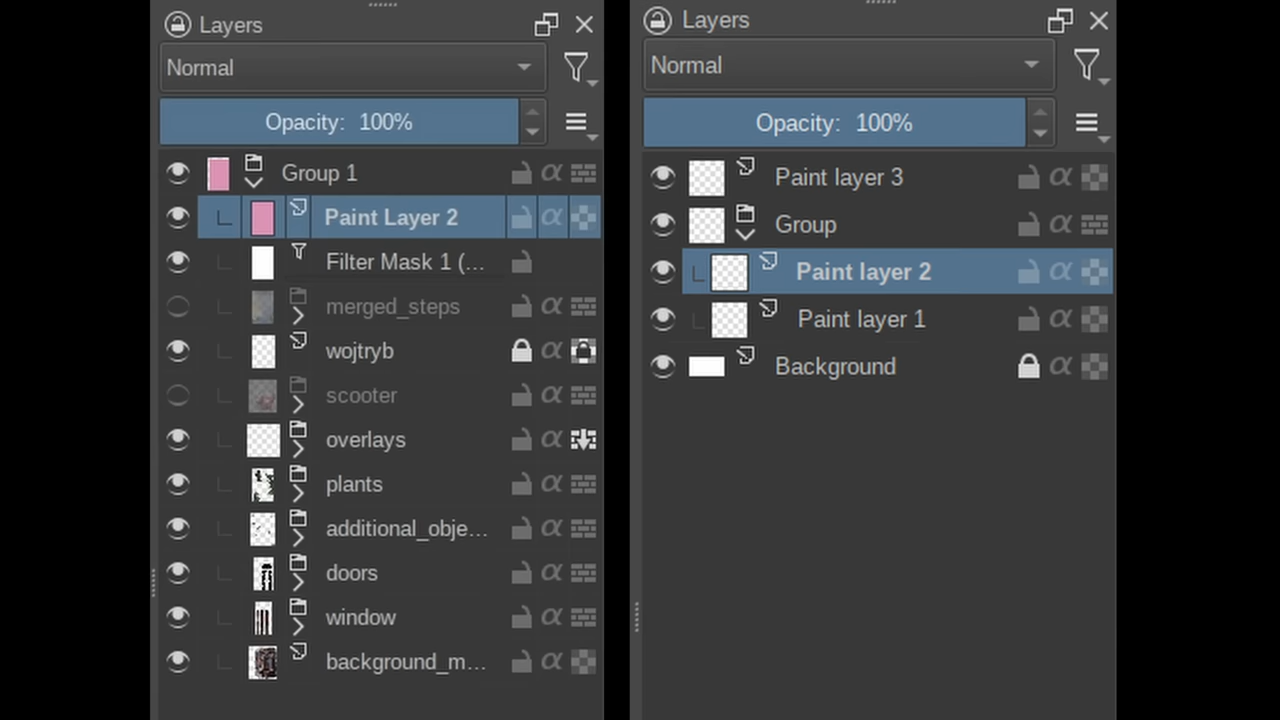 Layers
Normal
Opacity: 100%
Group 1
Paint Layer 2
Filter Mask 1 (...
merged_steps
wojtryb
scooter
overlays
plants
additional_obje...
doors
window
background_m...
Layers
Normal
Opacity: 100%
Paint layer 3
Group
Paint layer 2
Paint layer 1
Background